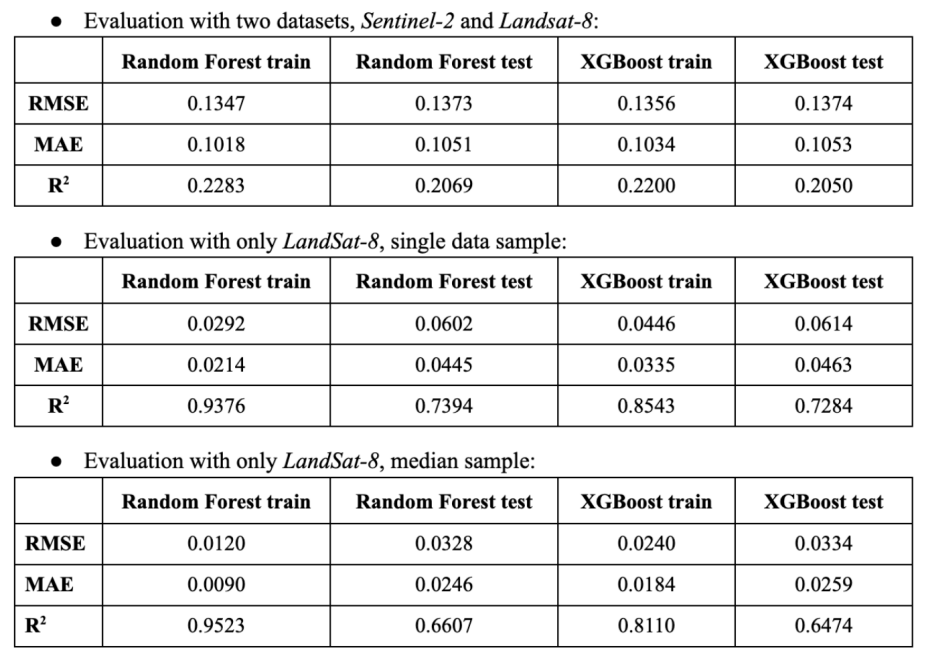 ● Evaluation with two datasets, Sentinel-2 and Landsat-8:
Random Forest train Random Forest test XGBoost train XGBoost test
RMSE 0.1347 0.1373 0.1356 0.1374
MAE 0.1018 0.1051 0.1034 0.1053
R² 0.2283 0.2069 0.2200 0.2050
● Evaluation with only LandSat-8, single data sample:
Random Forest train Random Forest test XGBoost train XGBoost test
RMSE 0.0292 0.0602 0.0446 0.0614
MAE 0.0214 0.0445 0.0335 0.0463
R² 0.9376 0.7394 0.8543 0.7284
● Evaluation with only LandSat-8, median sample:
Random Forest train Random Forest test XGBoost train XGBoost test
RMSE 0.0120 0.0328 0.0240 0.0334
MAE 0.0090 0.0246 0.0184 0.0259
R² 0.9523 0.6607 0.8110 0.6474